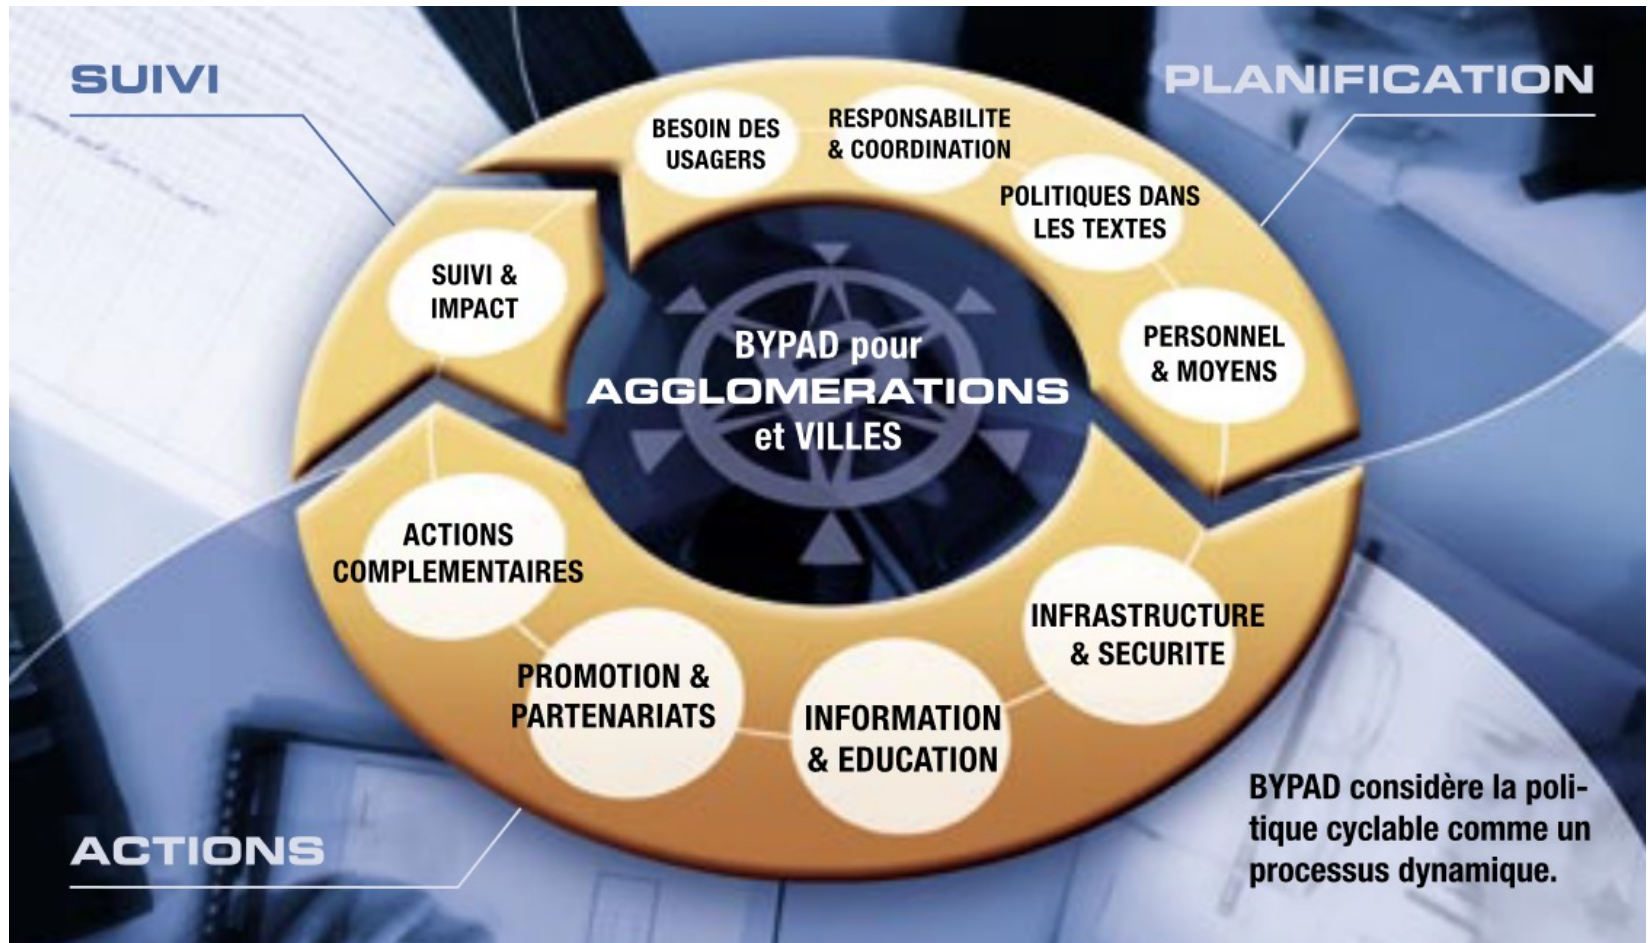 SUIVI
PLANIFICATION
BESOIN DES
USAGERS
RESPONSABILITE
& COORDINATION
POLITIQUES DANS
LES TEXTES
PERSONNEL
& MOYENS
SUIVI &
IMPACT
BYPAD pour
AGGLOMERATIONS
et VILLES
ACTIONS
COMPLEMENTAIRES
PROMOTION &
PARTENARIATS
INFORMATION
& EDUCATION
INFRASTRUCTURE
& SECURITE
ACTIONS
BYPAD considère la poli-
tique cyclable comme un
processus dynamique.